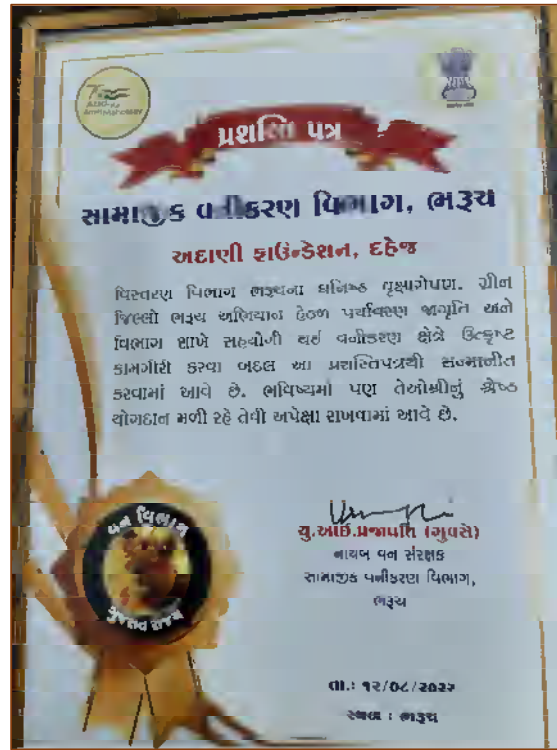 પ્રશસ્તિ પત્ર
સામાજીક વનીકરણ વિભાગ, ભરૂચ
અદાણી ફાઉન્ડેશન, દહેજ
વિસ્તરણ વિભાગ ભરૂચના ઘનિષ્ઠ વૃક્ષારોપણ. ગ્રીન
જિલ્લો ભરૂચ અભિયાન હેઠળ પર્યાવરણ જાગૃતિ અને
વિભાગ સાથે સહયોગી થઈ વનીકરણ ક્ષેત્રે ઉત્કૃષ્ટ
કામગીરી કરવા બદલ આ પ્રશસ્તિપત્રથી સન્માનીત
કરવામાં આવે છે. ભવિષ્યમાં પણ તેઓશ્રીનું શ્રેષ્ઠ
યોગદાન મળી રહે તેવી અપેક્ષા રાખવામાં આવે છે.
વન વિભાગ
ગુજરાત રાજ્ય
યુ.આઈ.પ્રજાપતિ (ગુવસે)
નાયબ વન સંરક્ષક
સામાજીક વનીકરણ વિભાગ,
ભરૂચ
તા.: ૧૨/૦૮/૨૦૨૨
સ્થળ : ભરૂચ